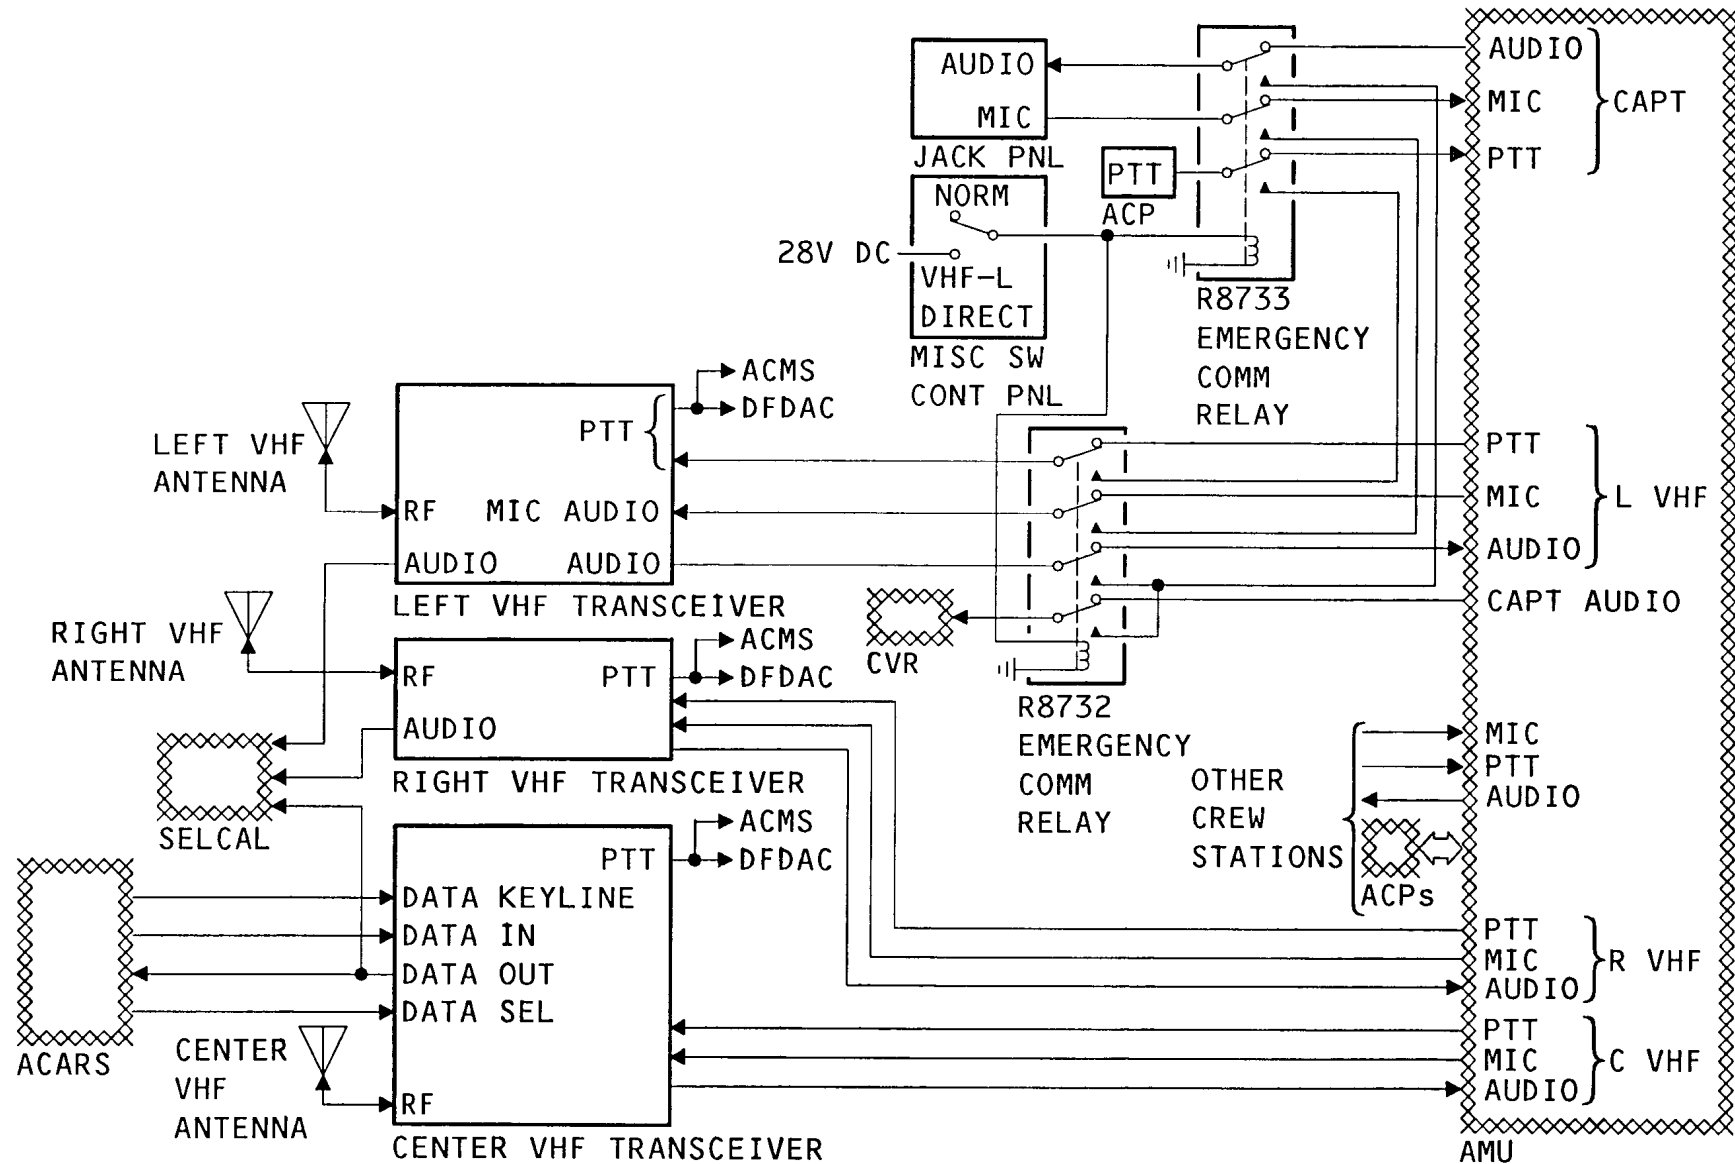 AUDIO
MIC
JACK PNL
PTT
ACP
NORM
28V DC
VHF-L
DIRECT
MISC SW
CONT PNL
R8733
EMERGENCY
COMM
RELAY
AUDIO
MIC
PTT
CAPT
ACMS
DFDAC
PTT
LEFT VHF
ANTENNA
RF
MIC AUDIO
AUDIO
AUDIO
LEFT VHF TRANSCEIVER
PTT
MIC
AUDIO
L VHF
CAPT AUDIO
CVR
R8732
EMERGENCY
COMM
RELAY
RIGHT VHF
ANTENNA
ACMS
DFDAC
RF
PTT
AUDIO
RIGHT VHF TRANSCEIVER
SELCAL
OTHER
CREW
STATIONS
MIC
PTT
AUDIO
ACPs
ACMS
DFDAC
PTT
DATA KEYLINE
DATA IN
DATA OUT
DATA SEL
ACARS
CENTER
VHF
ANTENNA
RF
CENTER VHF TRANSCEIVER
PTT
MIC
AUDIO
R VHF
PTT
MIC
AUDIO
C VHF
AMU